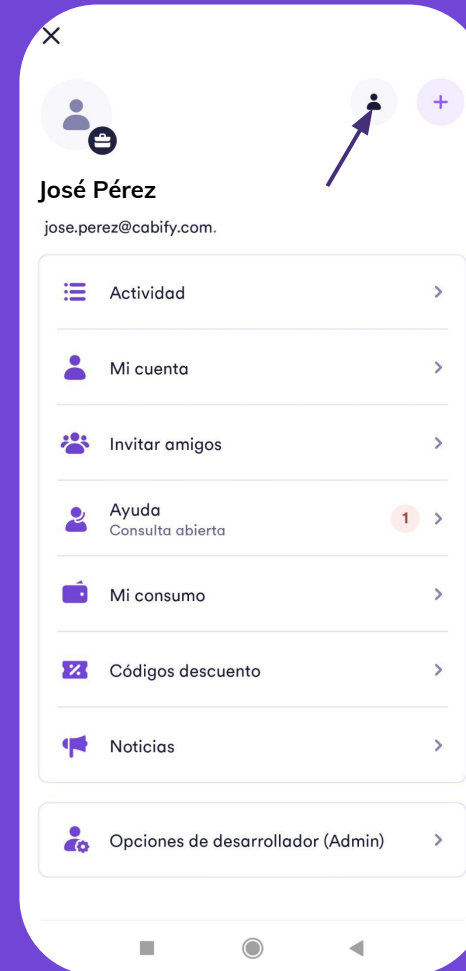 José Pérez
jose.perez@cabify.com.
Actividad
Mi cuenta
Invitar amigos
Ayuda
Consulta abierta
1
Mi consumo
Códigos descuento
Noticias
Opciones de desarrollador (Admin)